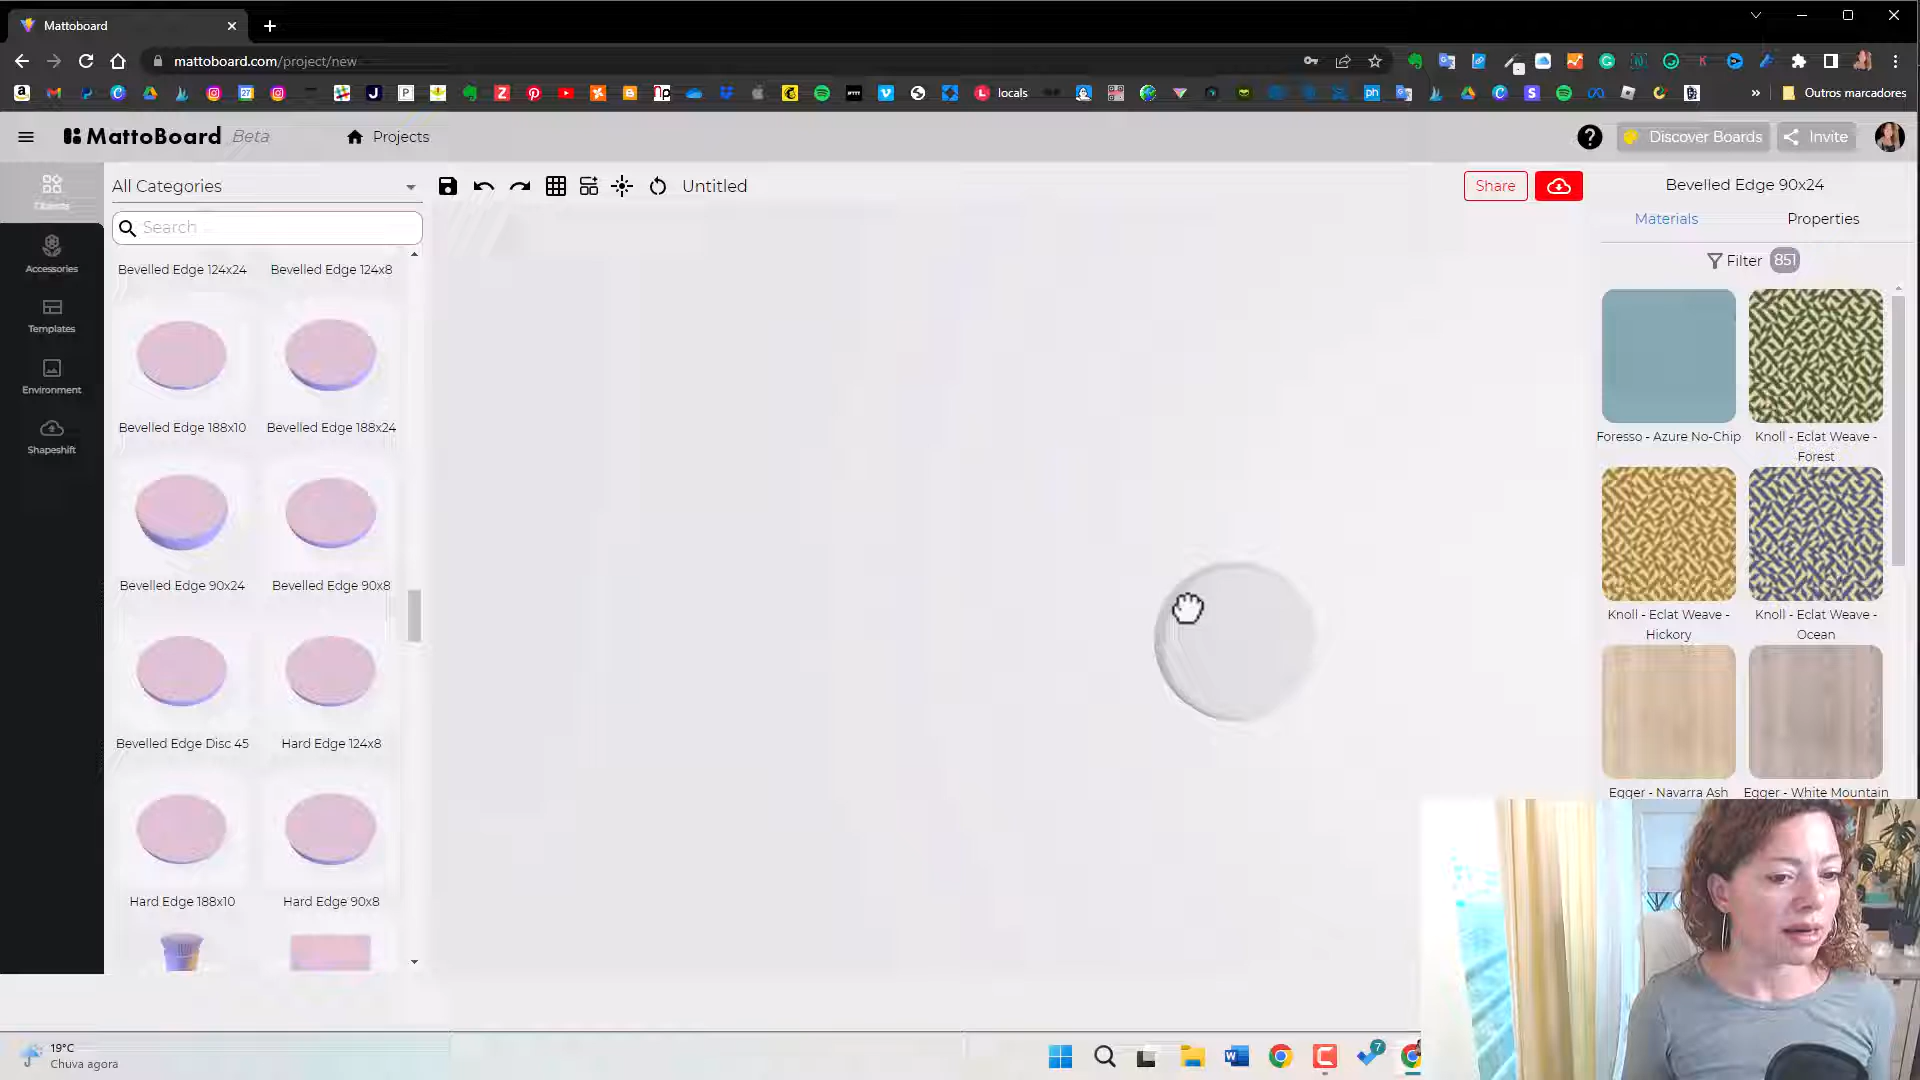 Mattoboard
mattoboard.com/project/new
locals
Outros marcadores
MattoBoard Beta
Projects
Discover Boards
Invite
All Categories
Untitled
Share
Bevelled Edge 90x24
Materials
Properties
Search ...
Filter 851
Accessories
Templates
Environment
Shapeshift
Bevelled Edge 124x24
Bevelled Edge 124x8
Bevelled Edge 188x10
Bevelled Edge 188x24
Bevelled Edge 90x24
Bevelled Edge 90x8
Bevelled Edge Disc 45
Hard Edge 124x8
Hard Edge 188x10
Hard Edge 90x8
Foresso - Azure No-Chip
Knoll - Eclat Weave -
Forest
Knoll - Eclat Weave -
Hickory
Knoll - Eclat Weave -
Ocean
Egger - Navarra Ash
Egger - White Mountain
19°C
Chuva agora
7